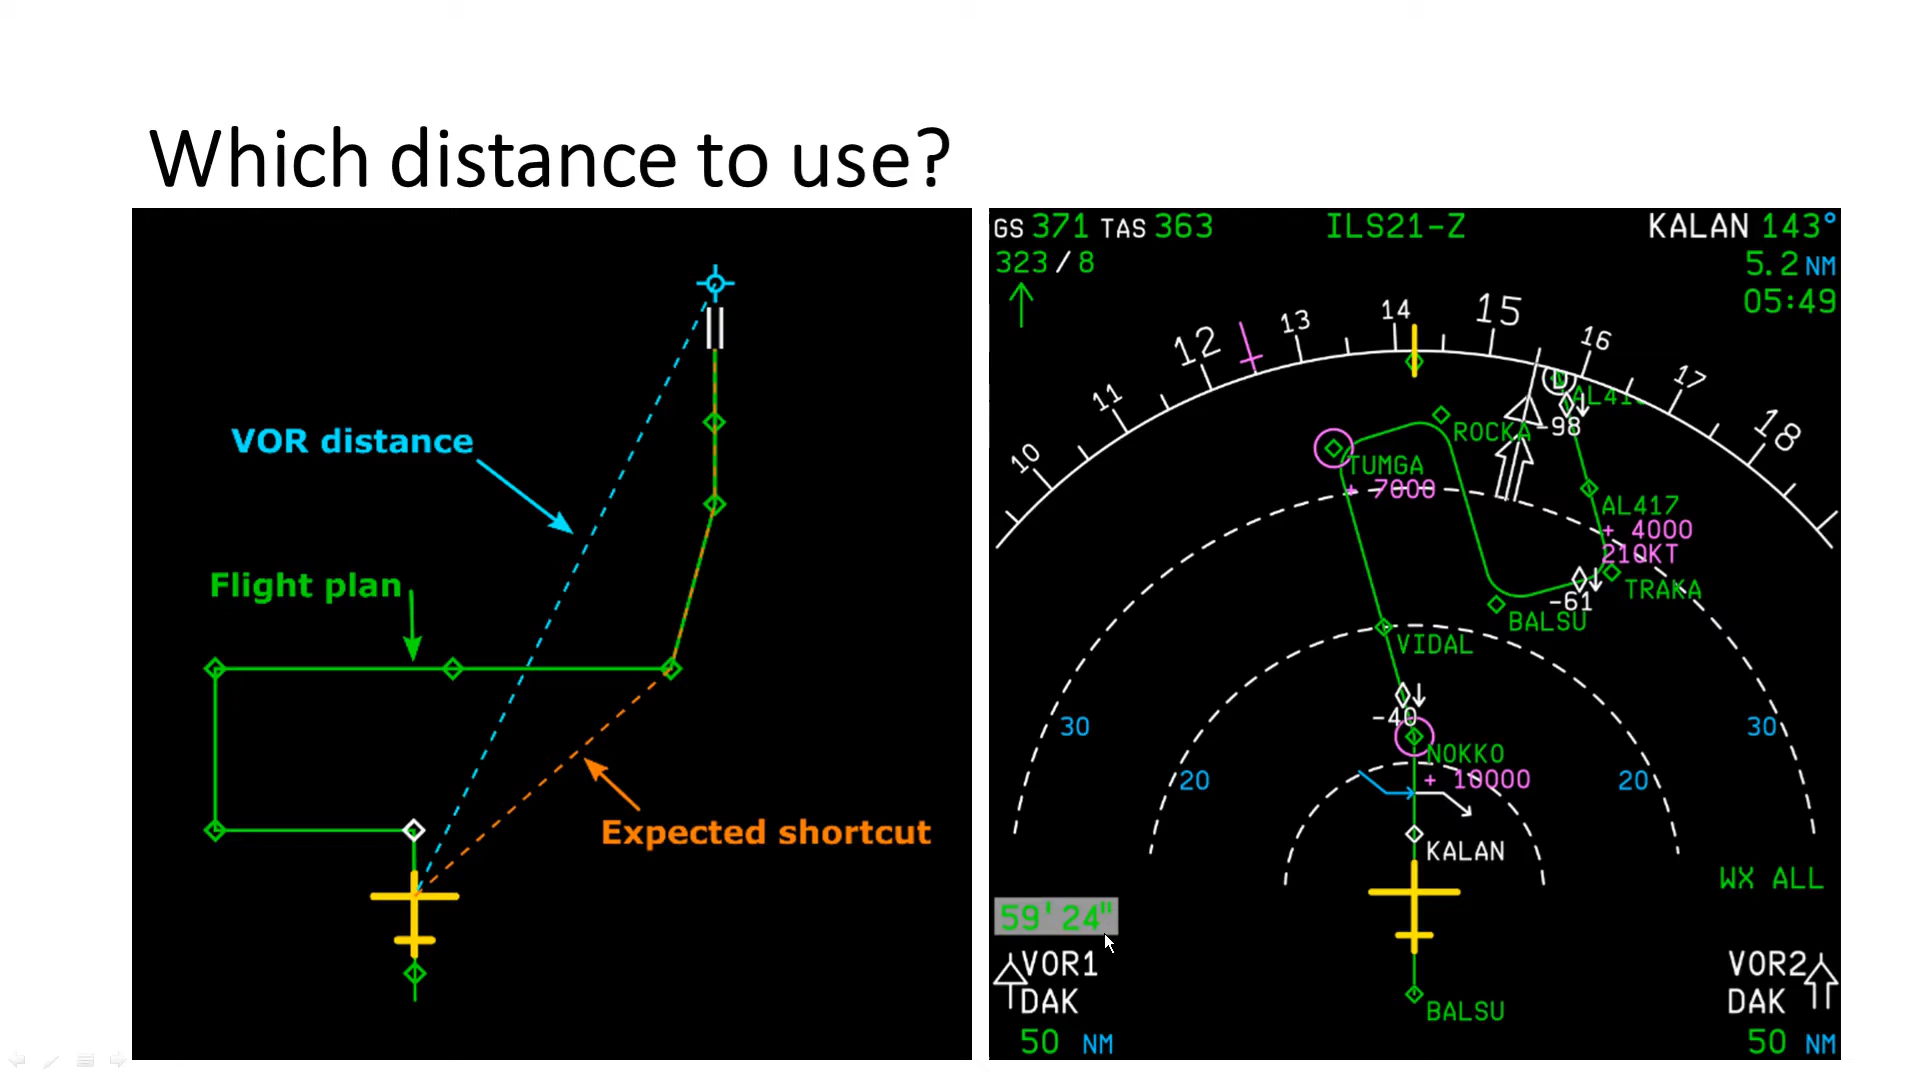 Which distance to use?
VOR distance
Flight plan
Expected shortcut
GS 371 TAS 363
323 / 8
ILS21-Z
KALAN 143°
5.2 NM
05:49
10
11
12
13
14
15
16
17
18
D
-98
ROCKA
TUMGA
+ 7000
AL417
+ 4000
210KT
TRAKA
-61
BALSU
VIDAL
-40
NOKKO
+ 10000
KALAN
30
30
20
20
WX ALL
59' 24"
VOR1
DAK
50 NM
BALSU
VOR2
DAK
50 NM